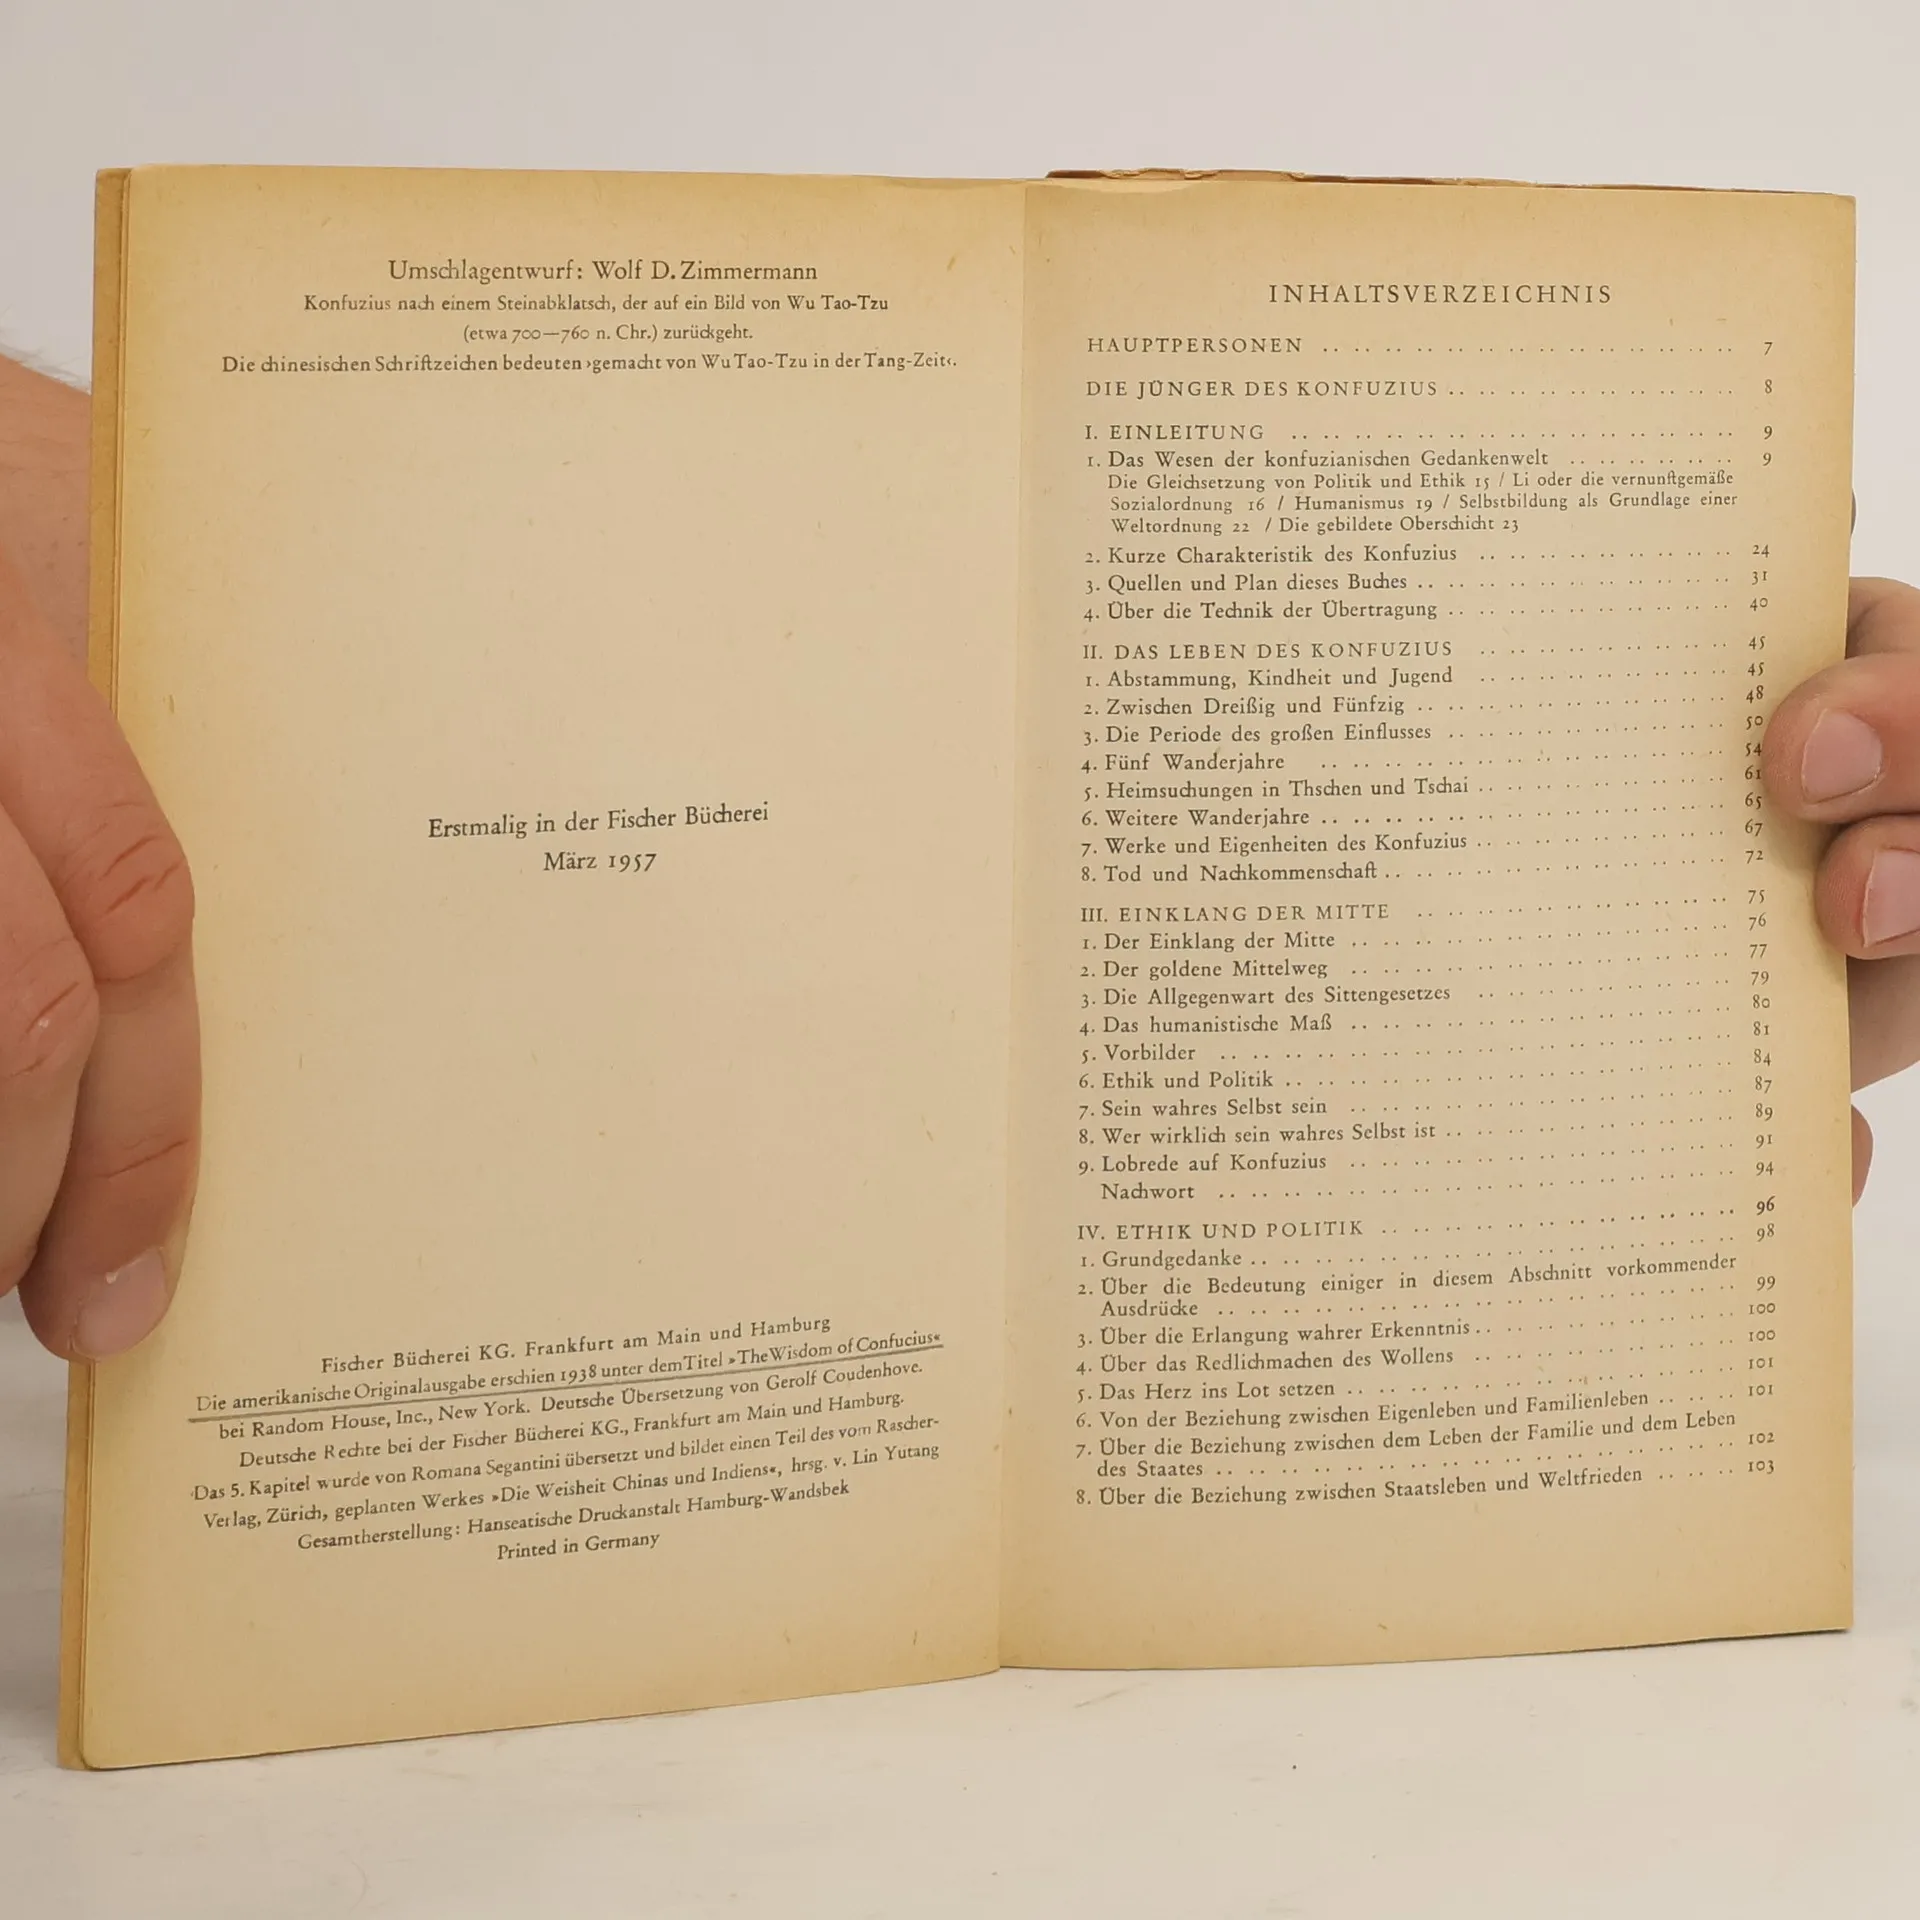 Umschlagentwurf: Wolf D. Zimmermann
Konfuzius nach einem Steinabklatsch, der auf ein Bild von Wu Tao-Tzu
(etwa 700—760 n. Chr.) zurückgeht.
Die chinesischen Schriftzeichen bedeuten ›gemacht von Wu Tao-Tzu in der Tang-Zeit‹.
Erstmalig in der Fischer Bücherei
März 1957
Fischer Bücherei KG. Frankfurt am Main und Hamburg
Die amerikanische Originalausgabe erschien 1938 unter dem Titel »The Wisdom of Confucius«
bei Random House, Inc., New York. Deutsche Übersetzung von Gerolf Coudenhove.
Deutsche Rechte bei der Fischer Bücherei KG., Frankfurt am Main und Hamburg.
Das 5. Kapitel wurde von Romana Segantini übersetzt und bildet einen Teil des vom Rascher-
Verlag, Zürich, geplanten Werkes »Die Weisheit Chinas und Indiens«, hrsg. v. Lin Yutang
Gesamtherstellung: Hanseatische Druckanstalt Hamburg-Wandsbek
Printed in Germany
INHALTSVERZEICHNIS
HAUPTPERSONEN .. .. .. .. .. .. .. .. .. .. .. .. .. .. 7
DIE JÜNGER DES KONFUZIUS .. .. .. .. .. .. .. .. .. .. 8
I. EINLEITUNG .. .. .. .. .. .. .. .. .. .. .. .. .. .. .. 9
1. Das Wesen der konfuzianischen Gedankenwelt .. .. .. .. .. .. 9
Die Gleichsetzung von Politik und Ethik 15 / Li oder die vernunftgemäße
Sozialordnung 16 / Humanismus 19 / Selbstbildung als Grundlage einer
Weltordnung 22 / Die gebildete Oberschicht 23
2. Kurze Charakteristik des Konfuzius .. .. .. .. .. .. .. .. .. 24
3. Quellen und Plan dieses Buches .. .. .. .. .. .. .. .. .. .. .. 31
4. Über die Technik der Übertragung .. .. .. .. .. .. .. .. .. .. 40
II. DAS LEBEN DES KONFUZIUS .. .. .. .. .. .. .. .. .. 45
1. Abstammung, Kindheit und Jugend .. .. .. .. .. .. .. .. .. 45
2. Zwischen Dreißig und Fünfzig .. .. .. .. .. .. .. .. .. .. .. 48
3. Die Periode des großen Einflusses .. .. .. .. .. .. .. .. .. .. 50
4. Fünf Wanderjahre .. .. .. .. .. .. .. .. .. .. .. .. .. .. 54
5. Heimsuchungen in Thschen und Tschai .. .. .. .. .. .. .. .. .. 61
6. Weitere Wanderjahre .. .. .. .. .. .. .. .. .. .. .. .. .. .. 65
7. Werke und Eigenheiten des Konfuzius .. .. .. .. .. .. .. .. .. 67
8. Tod und Nachkommenschaft .. .. .. .. .. .. .. .. .. .. .. .. 72
III. EINKLANG DER MITTE .. .. .. .. .. .. .. .. .. .. .. 75
1. Der Einklang der Mitte .. .. .. .. .. .. .. .. .. .. .. .. .. 76
2. Der goldene Mittelweg .. .. .. .. .. .. .. .. .. .. .. .. .. 77
3. Die Allgegenwart des Sittengesetzes .. .. .. .. .. .. .. .. .. 79
4. Das humanistische Maß .. .. .. .. .. .. .. .. .. .. .. .. .. 80
5. Vorbilder .. .. .. .. .. .. .. .. .. .. .. .. .. .. .. .. .. 81
6. Ethik und Politik .. .. .. .. .. .. .. .. .. .. .. .. .. .. .. 84
7. Sein wahres Selbst sein .. .. .. .. .. .. .. .. .. .. .. .. .. 87
8. Wer wirklich sein wahres Selbst ist .. .. .. .. .. .. .. .. .. .. 89
9. Lobrede auf Konfuzius .. .. .. .. .. .. .. .. .. .. .. .. .. 91
Nachwort .. .. .. .. .. .. .. .. .. .. .. .. .. .. .. .. .. 94
IV. ETHIK UND POLITIK .. .. .. .. .. .. .. .. .. .. .. .. 96
1. Grundgedanke .. .. .. .. .. .. .. .. .. .. .. .. .. .. .. .. 98
2. Über die Bedeutung einiger in diesem Abschnitt vorkommender
Ausdrücke .. .. .. .. .. .. .. .. .. .. .. .. .. .. .. .. .. 99
3. Über die Erlangung wahrer Erkenntnis .. .. .. .. .. .. .. .. .. 100
4. Über das Redlichmachen des Wollens .. .. .. .. .. .. .. .. .. 100
5. Das Herz ins Lot setzen .. .. .. .. .. .. .. .. .. .. .. .. .. 101
6. Von der Beziehung zwischen Eigenleben und Familienleben .. .. .. 101
7. Über die Beziehung zwischen dem Leben der Familie und dem Leben
des Staates .. .. .. .. .. .. .. .. .. .. .. .. .. .. .. .. .. 102
8. Über die Beziehung zwischen Staatsleben und Weltfrieden .. .. .. 103